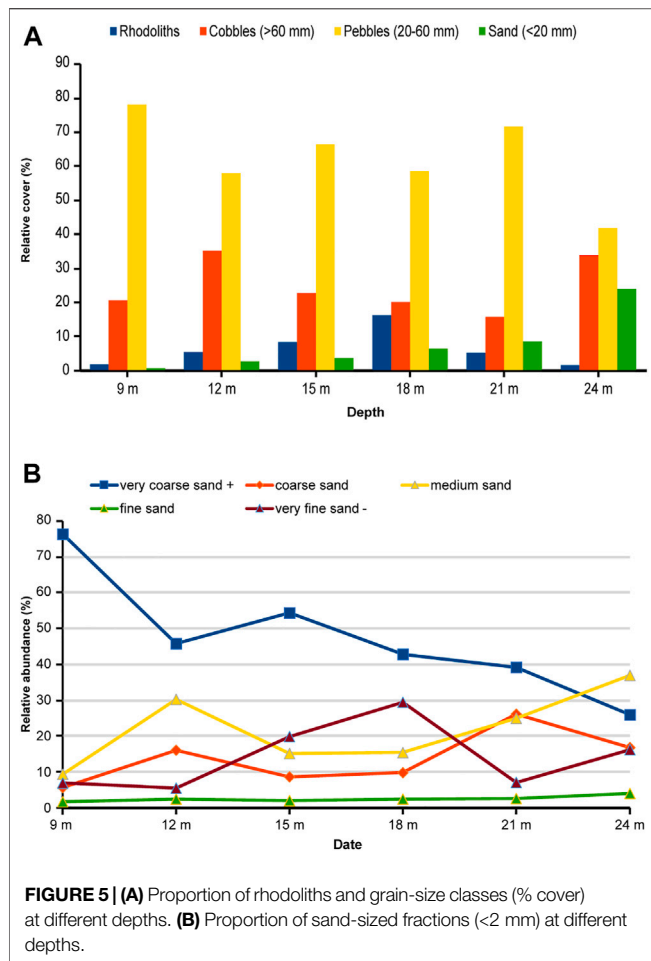 A
Rhodoliths Cobbles (>60 mm) Pebbles (20-60 mm) Sand (<20 mm)
90
80
70
60
50
40
30
20
10
0
Relative cover (%)
9 m 12 m 15 m 18 m 21 m 24 m
Depth
B
very coarse sand + coarse sand medium sand
fine sand very fine sand -
80
70
60
50
40
30
20
10
0
Relative abundance (%)
9 m 12 m 15 m 18 m 21 m 24 m
Date
FIGURE 5 | (A) Proportion of rhodoliths and grain-size classes (% cover)
at different depths. (B) Proportion of sand-sized fractions (<2 mm) at different
depths.